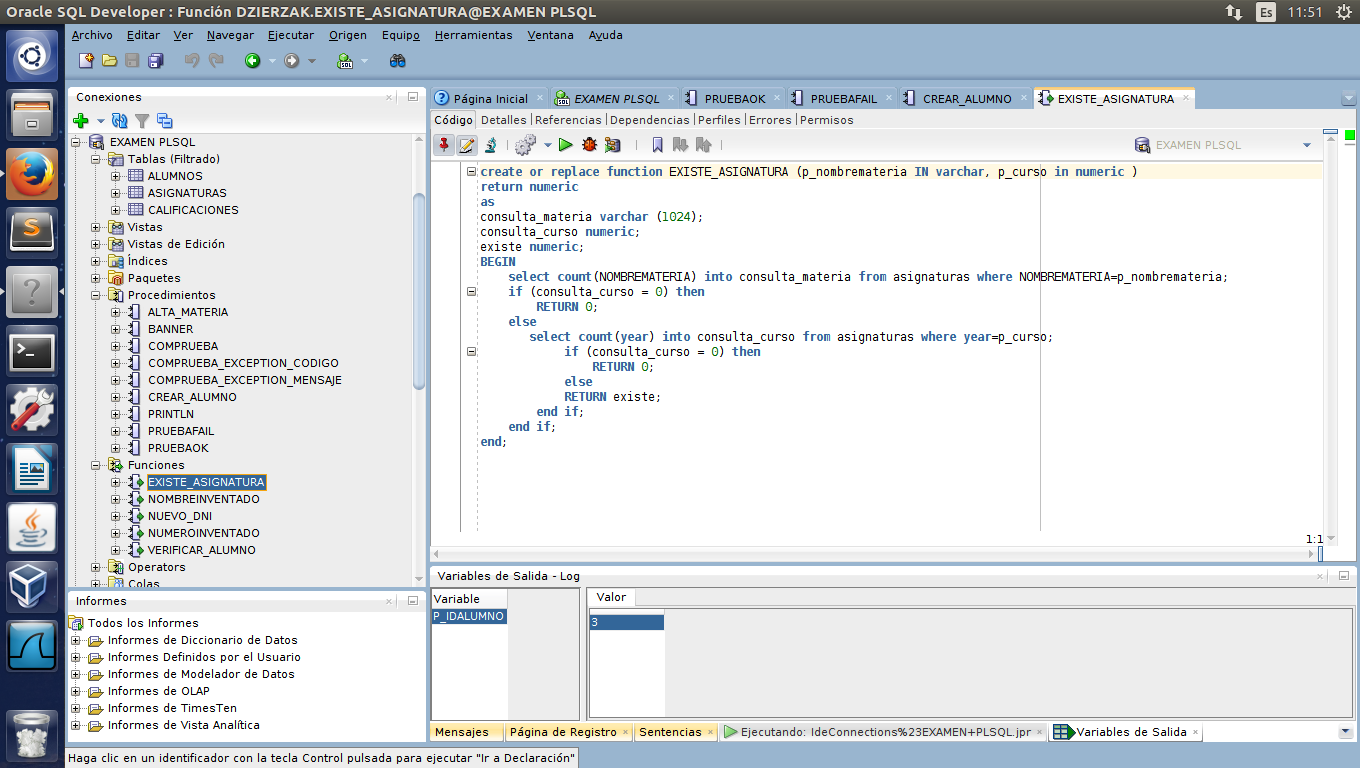 Oracle SQL Developer : Función DZIERZAK.EXISTE_ASIGNATURA@EXAMEN PLSQL
Es
11:51
Archivo Editar Ver Navegar Ejecutar Origen Equipo Herramientas Ventana Ayuda
Conexiones
EXAMEN PLSQL
Tablas (Filtrado)
ALUMNOS
ASIGNATURAS
CALIFICACIONES
Vistas
Vistas de Edición
Índices
Paquetes
Procedimientos
ALTA_MATERIA
BANNER
COMPRUEBA
COMPRUEBA_EXCEPTION_CODIGO
COMPRUEBA_EXCEPTION_MENSAJE
CREAR_ALUMNO
PRINTLN
PRUEBAFAIL
PRUEBAOK
Funciones
EXISTE_ASIGNATURA
NOMBREINVENTADO
NUEVO_DNI
NUMEROINVENTADO
VERIFICAR_ALUMNO
Operators
Colas
Informes
Todos los Informes
Informes de Diccionario de Datos
Informes Definidos por el Usuario
Informes de Modelador de Datos
Informes de OLAP
Informes de TimesTen
Informes de Vista Analítica
Página Inicial EXAMEN PLSQL PRUEBAOK PRUEBAFAIL CREAR_ALUMNO EXISTE_ASIGNATURA
Código Detalles | Referencias | Dependencias | Perfiles | Errores | Permisos
EXAMEN PLSQL
create or replace function EXISTE_ASIGNATURA (p_nombremateria IN varchar, p_curso in numeric )
return numeric
as
consulta_materia varchar (1024);
consulta_curso numeric;
existe numeric;
BEGIN
select count(NOMBREMATERIA) into consulta_materia from asignaturas where NOMBREMATERIA=p_nombremateria;
if (consulta_curso = 0) then
RETURN 0;
else
select count(year) into consulta_curso from asignaturas where year=p_curso;
if (consulta_curso = 0) then
RETURN 0;
else
RETURN existe;
end if;
end if;
end;
1:1
Variables de Salida - Log
Variable
P_IDALUMNO
Valor
3
Mensajes Página de Registro Sentencias Ejecutando: IdeConnections%23EXAMEN+PLSQL.jpr Variables de Salida
Haga clic en un identificador con la tecla Control pulsada para ejecutar "Ir a Declaración"